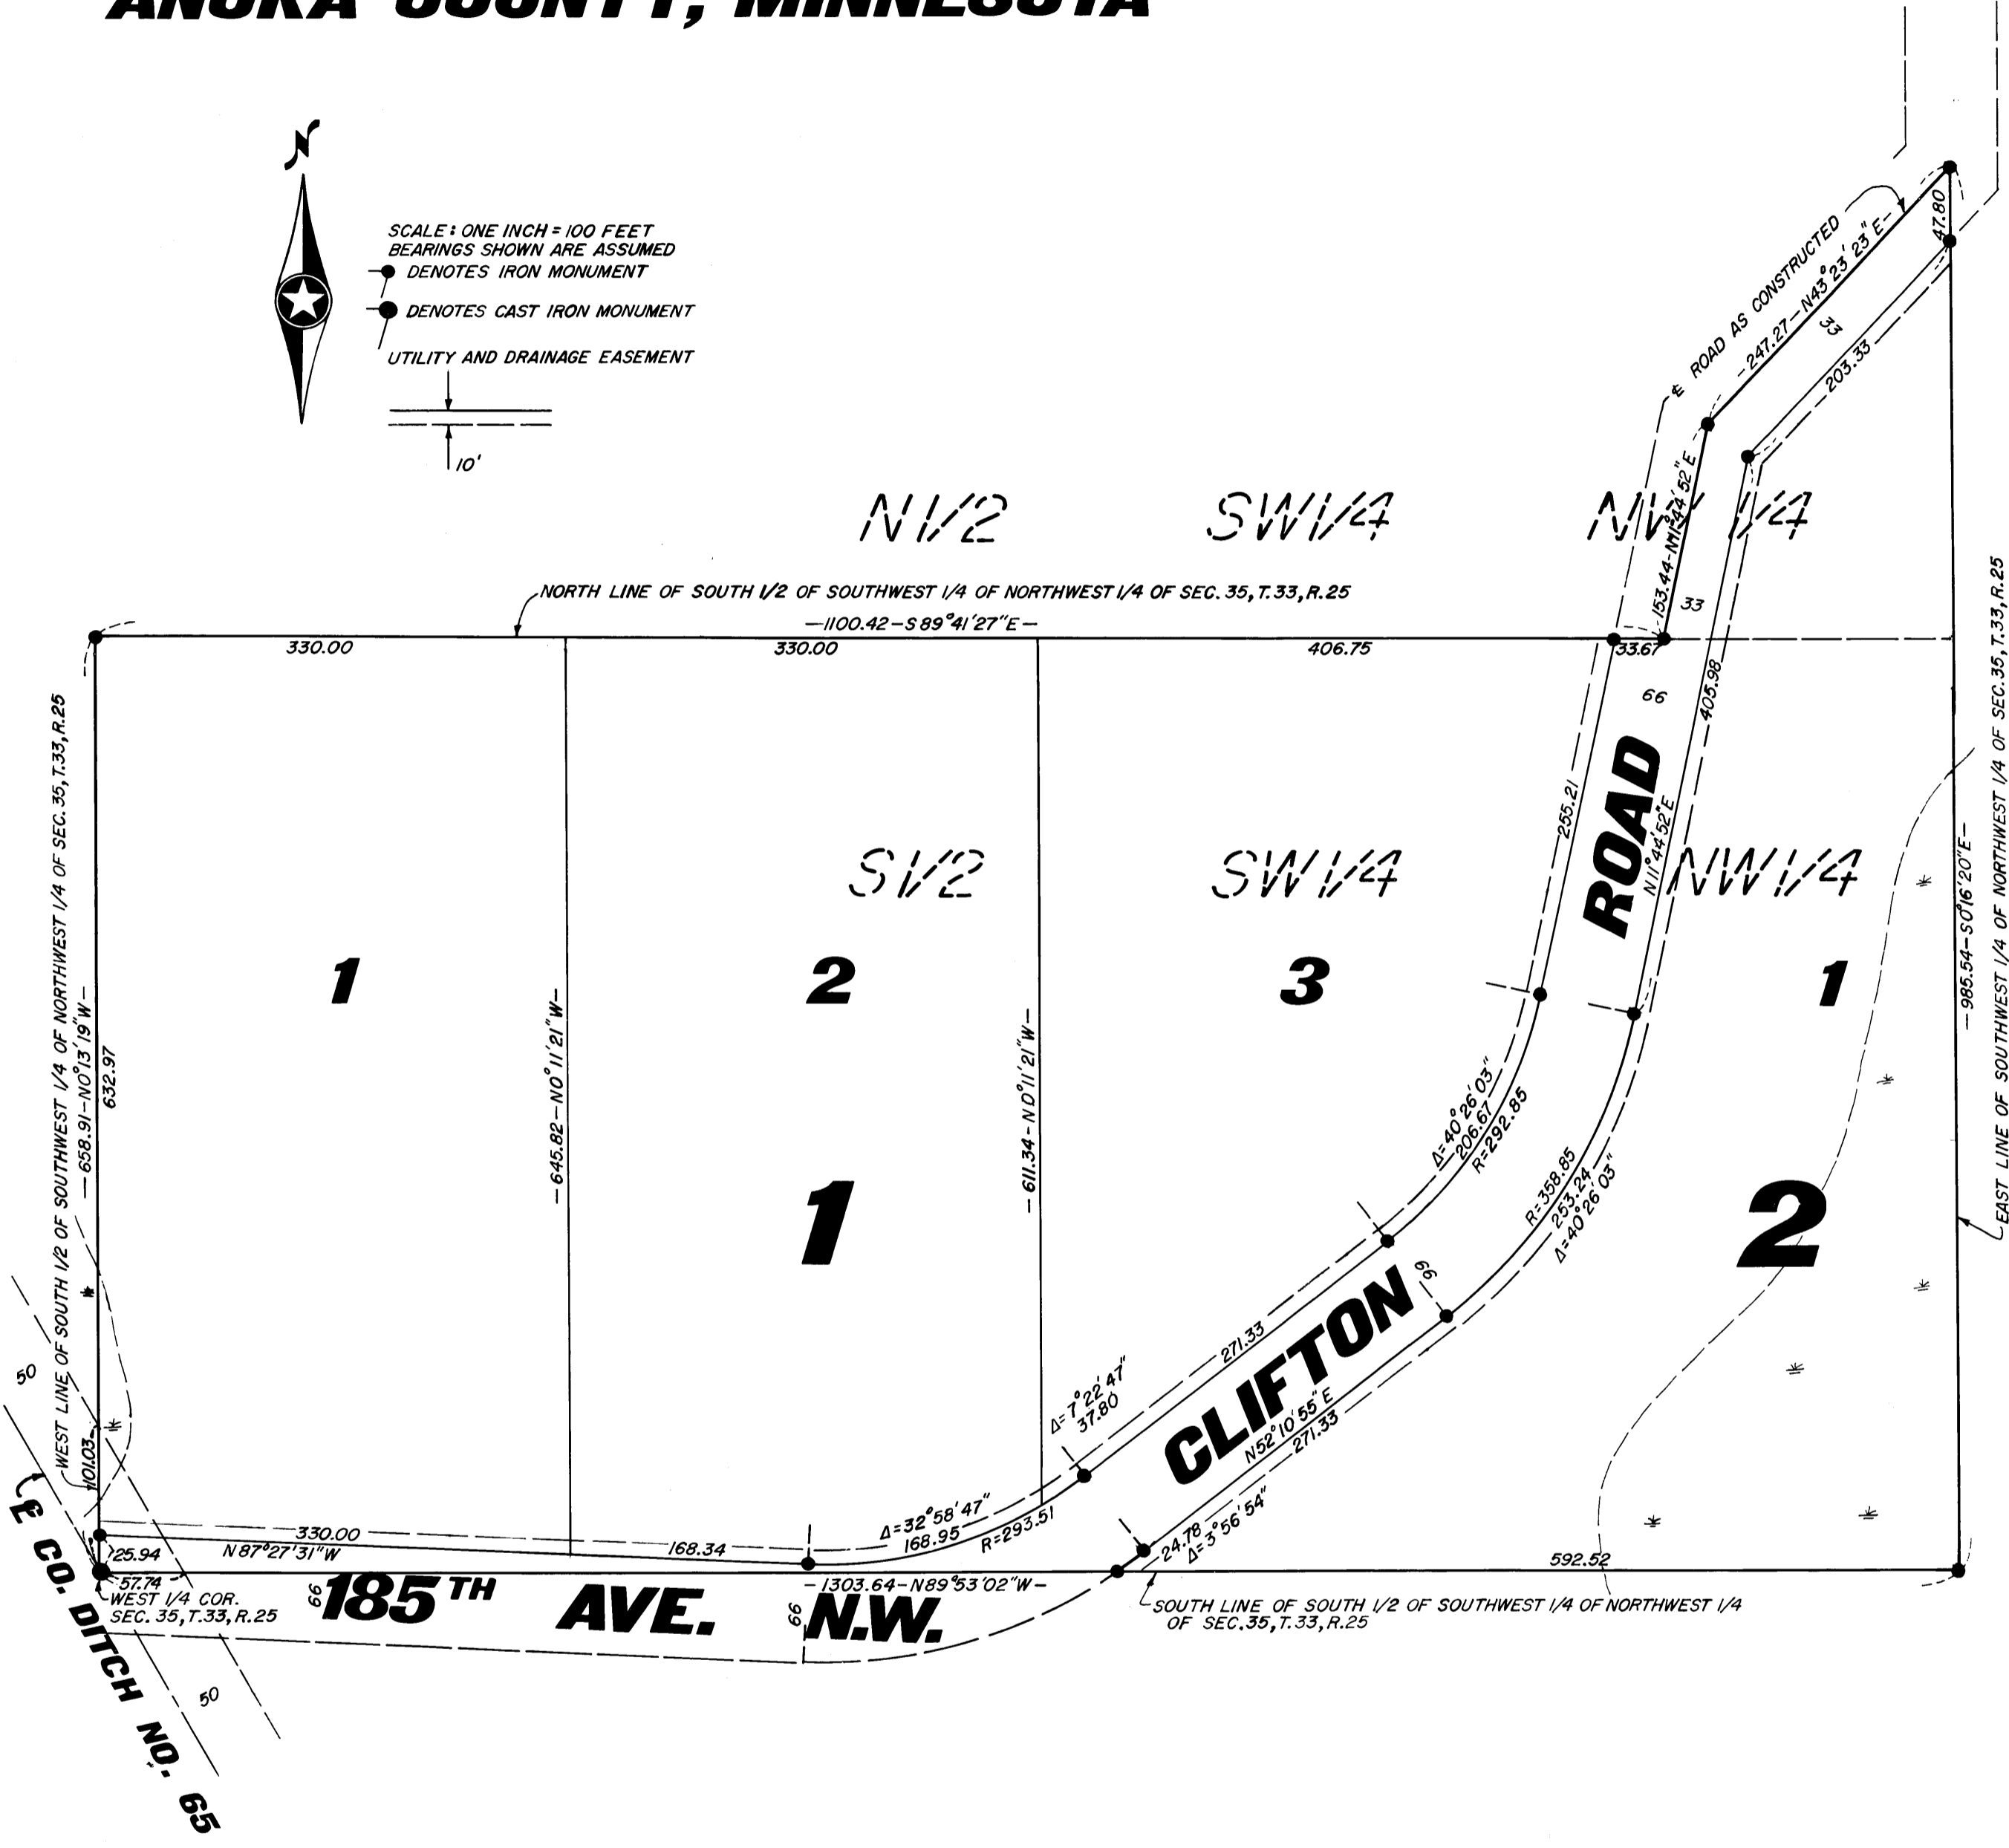 ANOKA COUNTY, MINNESOTA
N
SCALE: ONE INCH = 100 FEET
BEARINGS SHOWN ARE ASSUMED
DENOTES IRON MONUMENT
DENOTES CAST IRON MONUMENT
UTILITY AND DRAINAGE EASEMENT
10'
℄ ROAD AS CONSTRUCTED
-247.27-N43°23'23"E-
33
47.80
203.33
N1/2 SW1/4 NW1/4
-153.44-N11°44'52"E
33
NORTH LINE OF SOUTH 1/2 OF SOUTHWEST 1/4 OF NORTHWEST 1/4 OF SEC. 35, T.33, R.25
-1100.42-S89°41'27"E-
330.00
330.00
406.75
33.67
66
405.98
255.21
ROAD
N11°44'52"E
S1/2 SW1/4 NW1/4
1
2
3
1
WEST LINE OF SOUTH 1/2 OF SOUTHWEST 1/4 OF NORTHWEST 1/4 OF SEC. 35, T.33, R.25
-658.91-N0°13'19"W-
632.97
-645.82-N0°11'21"W-
-611.34-N0°11'21"W-
-985.54-S0°16'20"E-
EAST LINE OF SOUTHWEST 1/4 OF NORTHWEST 1/4 OF SEC. 35, T.33, R.25
Δ=40°26'03"
206.67
R=292.85
R=358.85
253.24
Δ=40°26'03"
1
2
66
CLIFTON
271.33
N52°10'55"E
271.33
Δ=7°22'47"
37.80
24.78
Δ=3°56'54"
Δ=32°58'47"
168.95
R=293.51
50
101.03
330.00
N87°27'31"W
168.34
25.94
57.74
592.52
-1303.64-N89°53'02"W-
WEST 1/4 COR.
SEC. 35, T.33, R.25
66
185TH AVE. N.W.
66
SOUTH LINE OF SOUTH 1/2 OF SOUTHWEST 1/4 OF NORTHWEST 1/4
OF SEC. 35, T.33, R.25
50
℄ CO. DITCH NO. 65